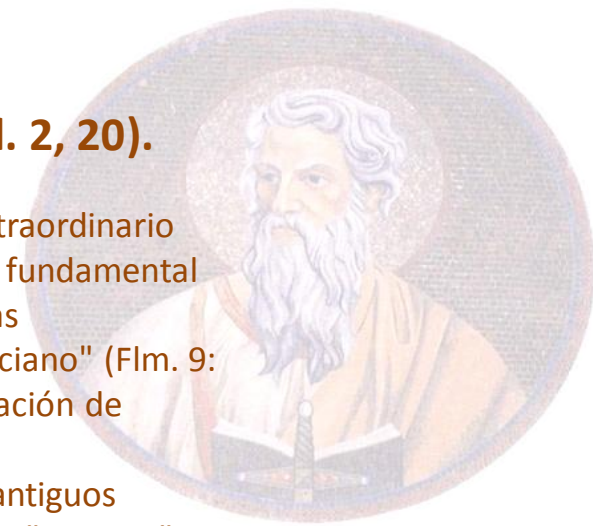 l. 2, 20).
traordinario
fundamental
as
ciano" (Flm. 9:
ación de
antiguos